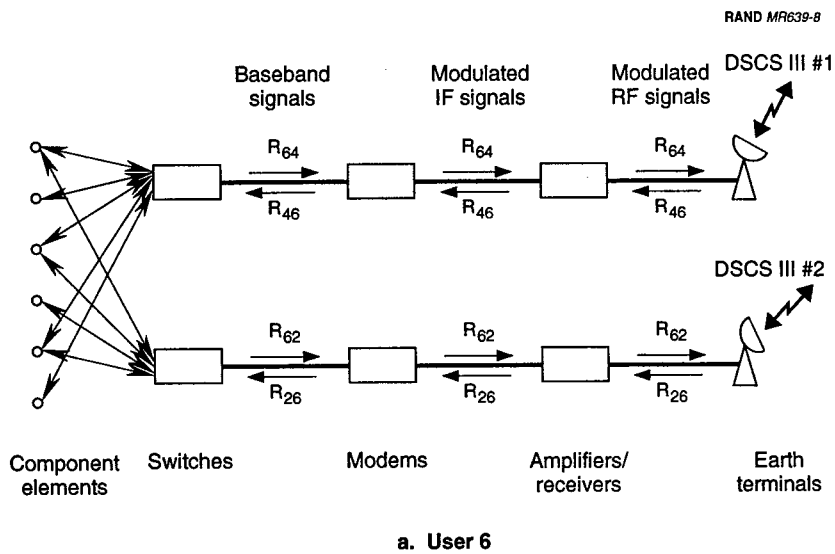 RAND MR639-8
DSCS III #1
Baseband
signals
Modulated
IF signals
Modulated
RF signals
R64
R64
R64
R46
R46
R46
DSCS III #2
R62
R62
R62
R26
R26
R26
Component
elements
Switches
Modems
Amplifiers/
receivers
Earth
terminals
a. User 6